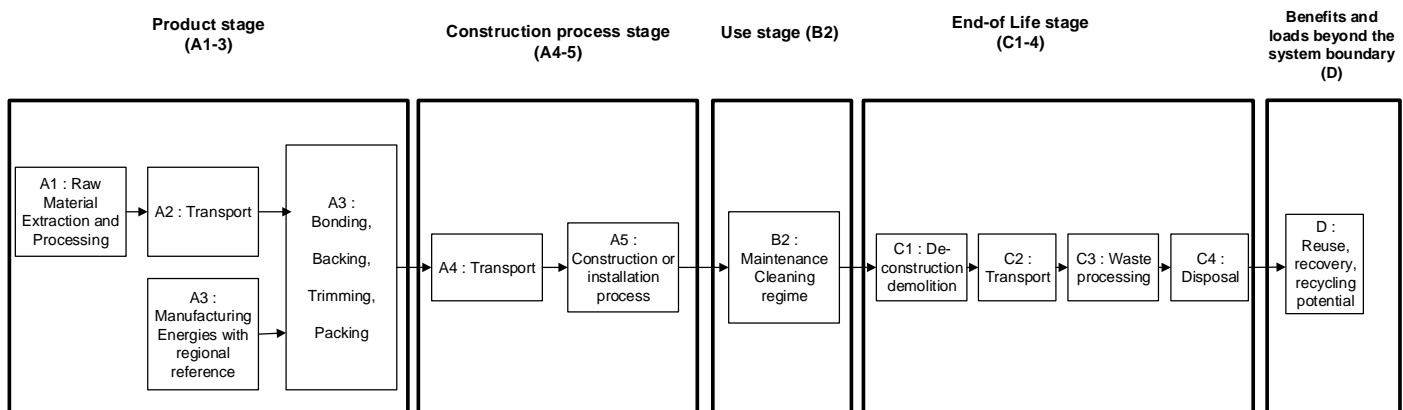 Product stage
(A1-3)
Construction process stage
(A4-5)
Use stage (B2)
End-of Life stage
(C1-4)
Benefits and
loads beyond the
system boundary
(D)
A1 : Raw
Material
Extraction and
Processing
A2 : Transport
A3 :
Manufacturing
Energies with
regional
reference
A3 :
Bonding,
Backing,
Trimming,
Packing
A4 : Transport
A5 :
Construction or
installation
process
B2 :
Maintenance
Cleaning
regime
C1 : De-
construction
demolition
C2 :
Transport
C3 : Waste
processing
C4 :
Disposal
D :
Reuse,
recovery,
recycling
potential